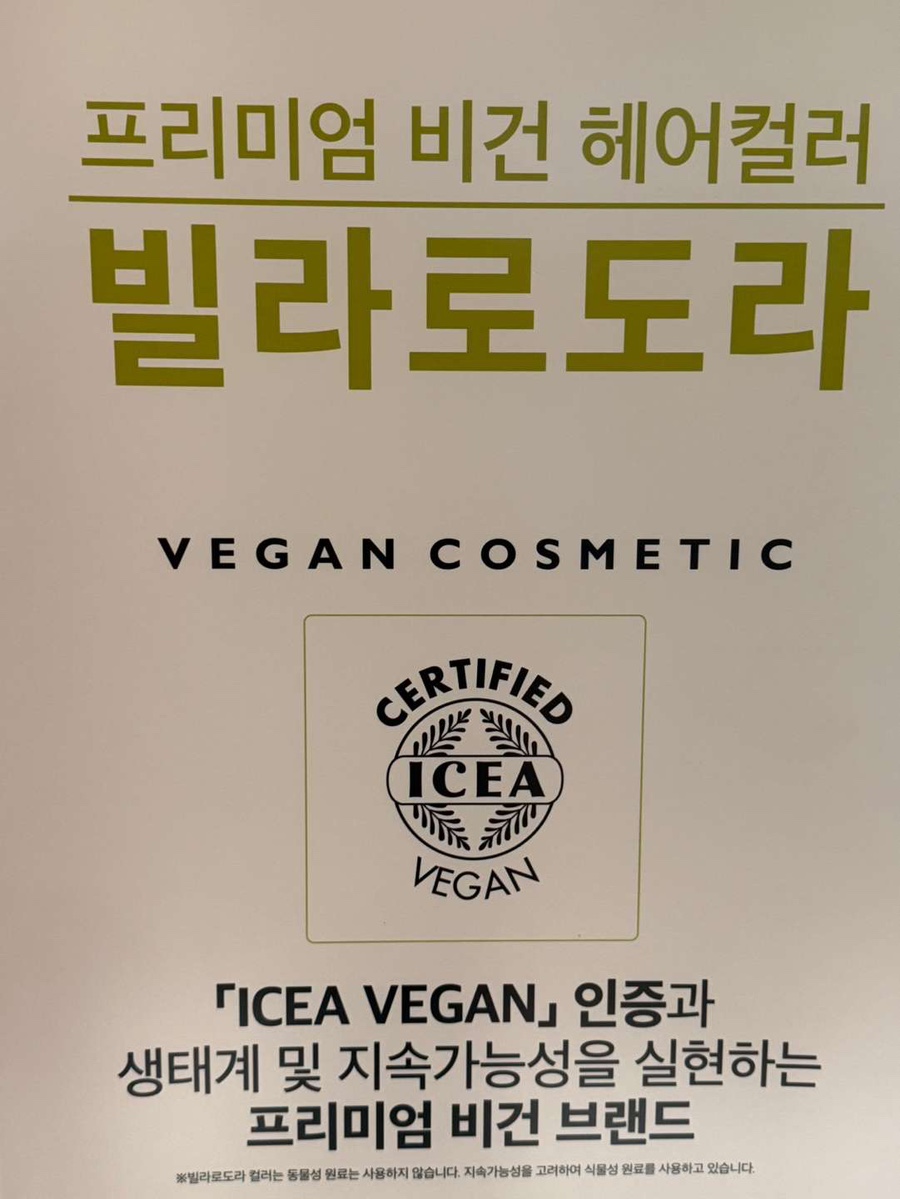 프리미엄 비건 헤어컬러
빌라로도라
VEGAN COSMETIC
CERTIFIED
ICEA
VEGAN
「ICEA VEGAN」 인증과
생태계 및 지속가능성을 실현하는
프리미엄 비건 브랜드
※빌라로도라 컬러는 동물성 원료는 사용하지 않습니다. 지속가능성을 고려하여 식물성 원료를 사용하고 있습니다.